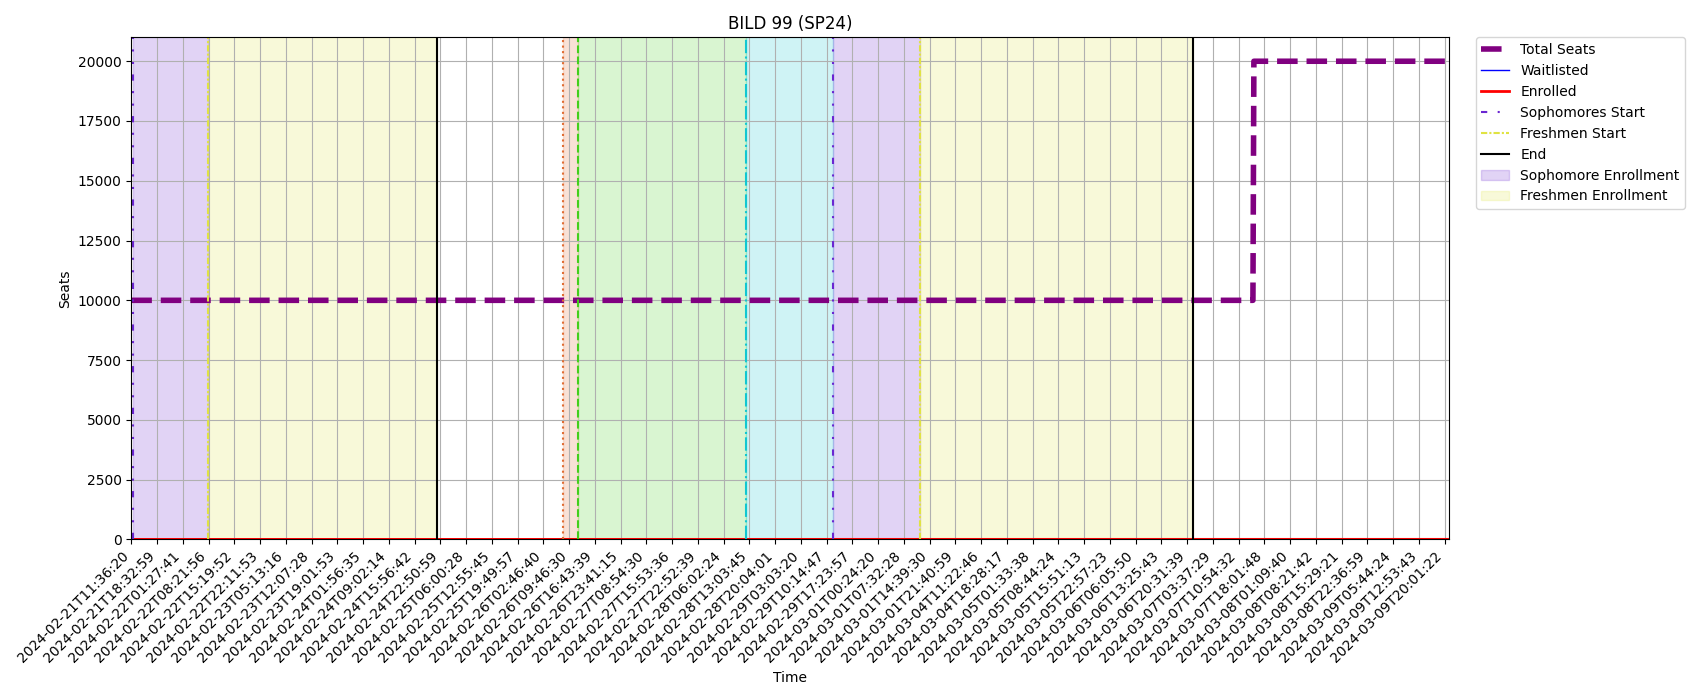 BILD 99 (SP24)
Seats
20000
17500
15000
12500
10000
7500
5000
2500
0
2024-02-21T11:36:20
2024-02-21T18:32:59
2024-02-22T01:27:41
2024-02-22T08:21:56
2024-02-22T15:19:52
2024-02-22T22:11:53
2024-02-23T05:13:16
2024-02-23T12:07:28
2024-02-23T19:01:53
2024-02-24T01:56:35
2024-02-24T09:02:14
2024-02-24T15:56:42
2024-02-24T22:50:59
2024-02-25T06:00:28
2024-02-25T12:55:45
2024-02-25T19:49:57
2024-02-26T02:46:40
2024-02-26T09:46:30
2024-02-26T16:43:39
2024-02-26T23:41:15
2024-02-27T08:54:30
2024-02-27T15:53:36
2024-02-27T22:52:39
2024-02-28T06:02:24
2024-02-28T13:03:45
2024-02-28T20:04:01
2024-02-29T03:03:20
2024-02-29T10:14:47
2024-02-29T17:23:57
2024-03-01T00:24:20
2024-03-01T07:32:28
2024-03-01T14:39:30
2024-03-01T21:40:59
2024-03-04T11:22:46
2024-03-04T18:28:17
2024-03-05T01:33:38
2024-03-05T08:44:24
2024-03-05T15:51:13
2024-03-05T22:57:23
2024-03-06T06:05:50
2024-03-06T13:25:43
2024-03-06T20:31:39
2024-03-07T03:37:29
2024-03-07T10:54:32
2024-03-07T18:01:48
2024-03-08T01:09:40
2024-03-08T08:21:42
2024-03-08T15:29:21
2024-03-08T22:36:59
2024-03-09T05:44:24
2024-03-09T12:53:43
2024-03-09T20:01:22
Time
Total Seats
Waitlisted
Enrolled
Sophomores Start
Freshmen Start
End
Sophomore Enrollment
Freshmen Enrollment